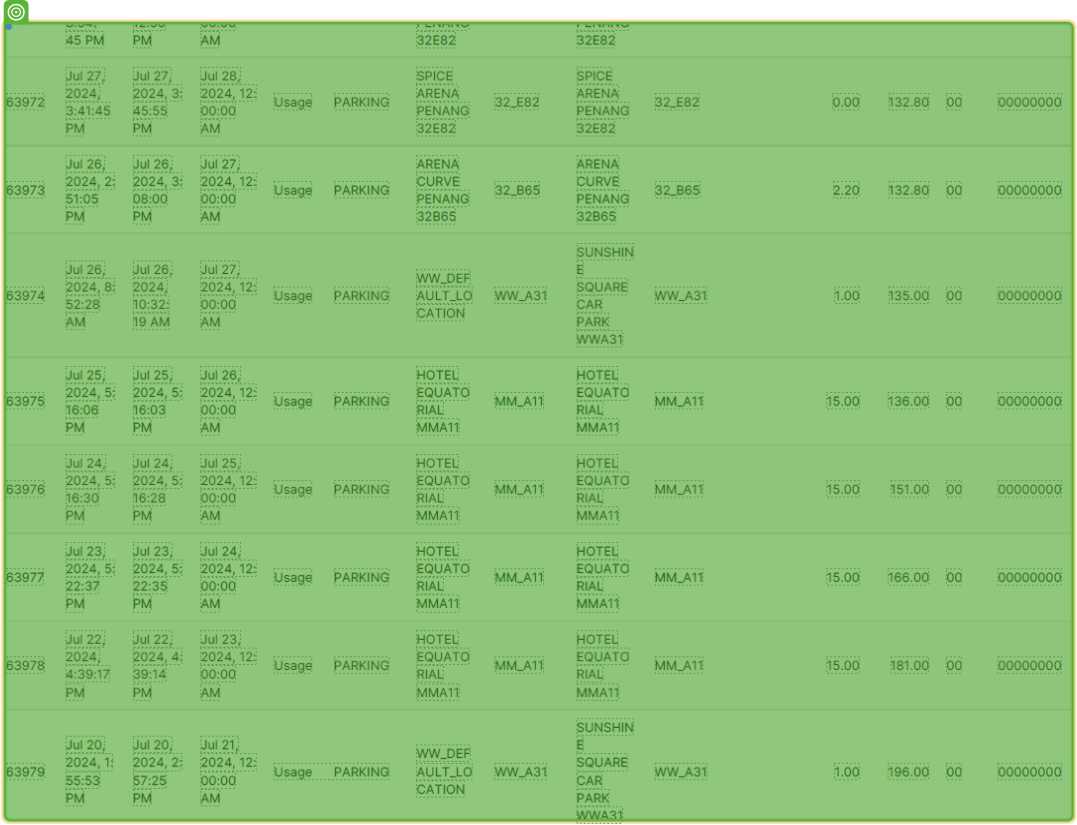 45 PM PM AM 32E82 32E82
63972 Jul 27, 2024, 3:41:45 PM Jul 27, 2024, 3:45:55 PM Jul 28, 2024, 12:00:00 AM Usage PARKING SPICE ARENA PENANG 32E82 32_E82 SPICE ARENA PENANG 32E82 32_E82 0.00 132.80 00 00000000
63973 Jul 26, 2024, 2:51:05 PM Jul 26, 2024, 3:08:00 PM Jul 27, 2024, 12:00:00 AM Usage PARKING ARENA CURVE PENANG 32B65 32_B65 ARENA CURVE PENANG 32B65 32_B65 2.20 132.80 00 00000000
63974 Jul 26, 2024, 8:52:28 AM Jul 26, 2024, 10:32:19 AM Jul 27, 2024, 12:00:00 AM Usage PARKING WW_DEFAULT_LOCATION WW_A31 SUNSHINE SQUARE CAR PARK WWA31 WW_A31 1.00 135.00 00 00000000
63975 Jul 25, 2024, 5:16:06 PM Jul 25, 2024, 5:16:03 PM Jul 26, 2024, 12:00:00 AM Usage PARKING HOTEL EQUATORIAL MMA11 MM_A11 HOTEL EQUATORIAL MMA11 MM_A11 15.00 136.00 00 00000000
63976 Jul 24, 2024, 5:16:30 PM Jul 24, 2024, 5:16:28 PM Jul 25, 2024, 12:00:00 AM Usage PARKING HOTEL EQUATORIAL MMA11 MM_A11 HOTEL EQUATORIAL MMA11 MM_A11 15.00 151.00 00 00000000
63977 Jul 23, 2024, 5:22:37 PM Jul 23, 2024, 5:22:35 PM Jul 24, 2024, 12:00:00 AM Usage PARKING HOTEL EQUATORIAL MMA11 MM_A11 HOTEL EQUATORIAL MMA11 MM_A11 15.00 166.00 00 00000000
63978 Jul 22, 2024, 4:39:17 PM Jul 22, 2024, 4:39:14 PM Jul 23, 2024, 12:00:00 AM Usage PARKING HOTEL EQUATORIAL MMA11 MM_A11 HOTEL EQUATORIAL MMA11 MM_A11 15.00 181.00 00 00000000
63979 Jul 20, 2024, 1:55:53 PM Jul 20, 2024, 2:57:25 PM Jul 21, 2024, 12:00:00 AM Usage PARKING WW_DEFAULT_LOCATION WW_A31 SUNSHINE SQUARE CAR PARK WWA31 WW_A31 1.00 196.00 00 00000000